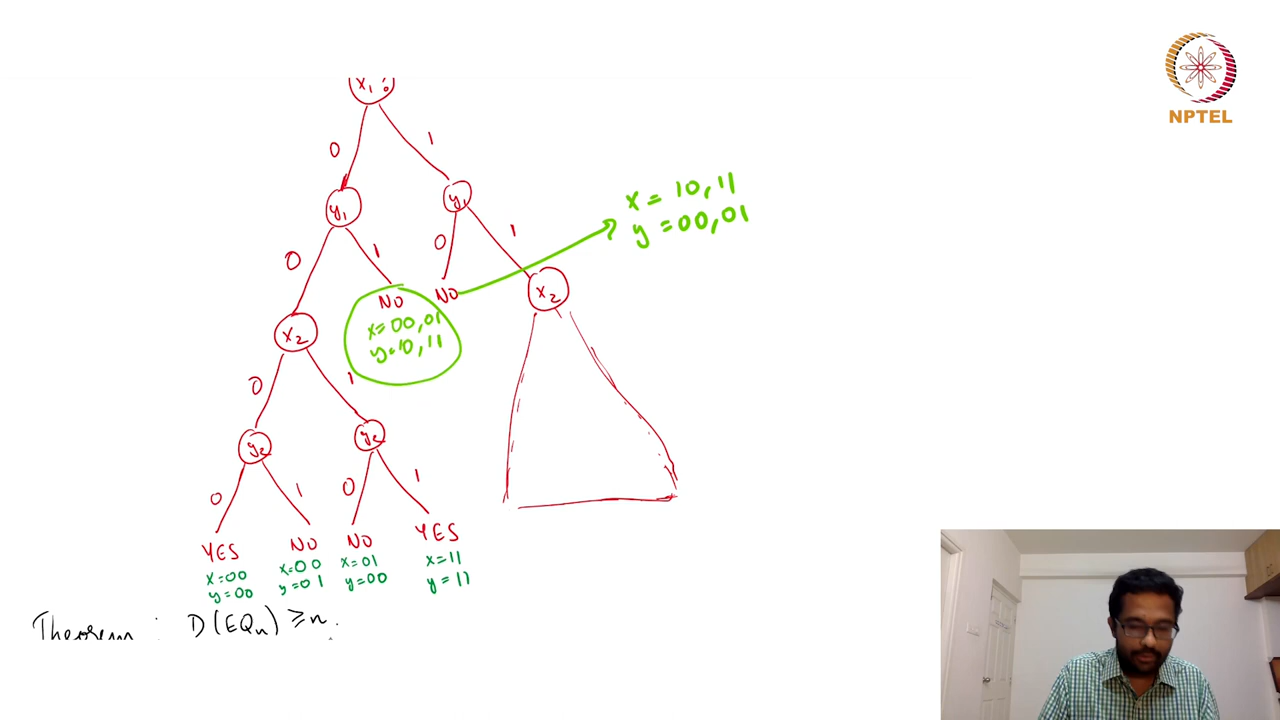 x₁?
0
1
y₁
y₁
x = 10, 11
y = 00, 01
0
1
0
1
NO
NO
x₂
x = 00, 01
y = 10, 11
x₂
0
1
y₂
y₂
0
1
0
1
YES
NO
NO
YES
x=00
y=00
x=00
y=01
x=01
y=00
x=11
y=11
Theorem : D(EQₙ) ≥ n.
NPTEL